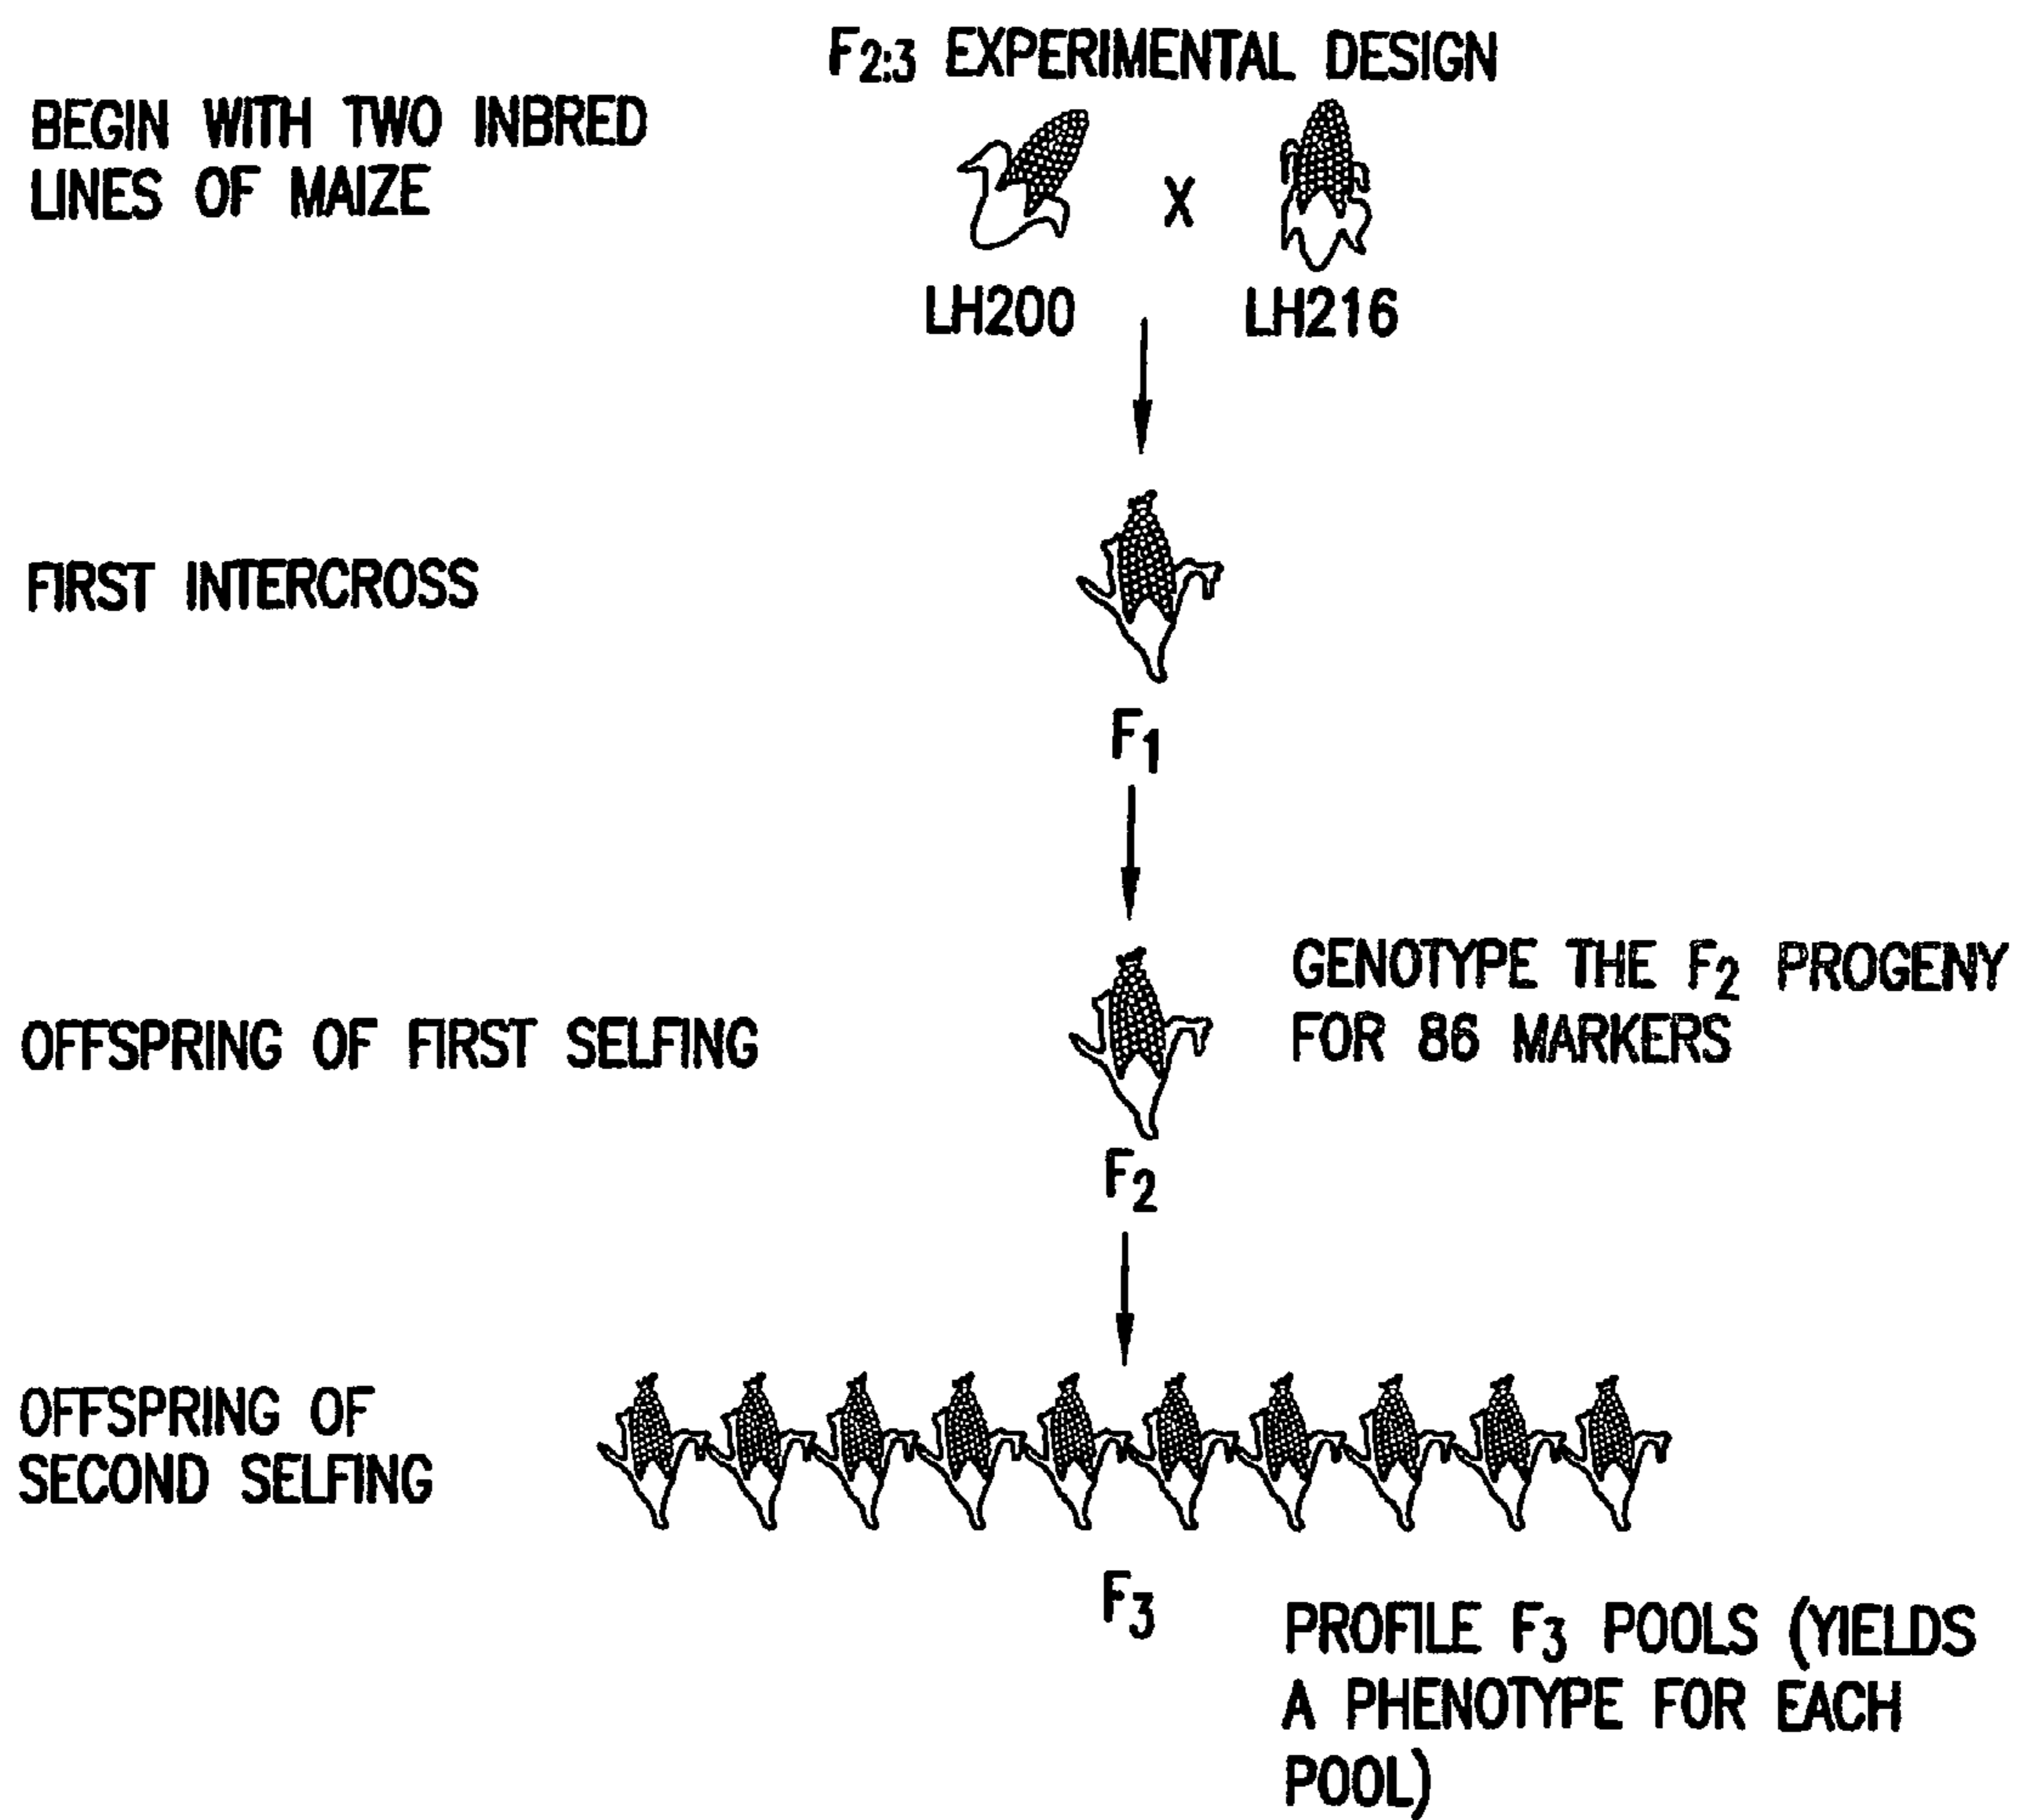 F2:3 EXPERIMENTAL DESIGN
BEGIN WITH TWO INBRED
LINES OF MAIZE
X
LH200
LH216
FIRST INTERCROSS
F1
GENOTYPE THE F2 PROGENY
FOR 86 MARKERS
OFFSPRING OF FIRST SELFING
F2
OFFSPRING OF
SECOND SELFING
F3
PROFILE F3 POOLS (YIELDS
A PHENOTYPE FOR EACH
POOL)